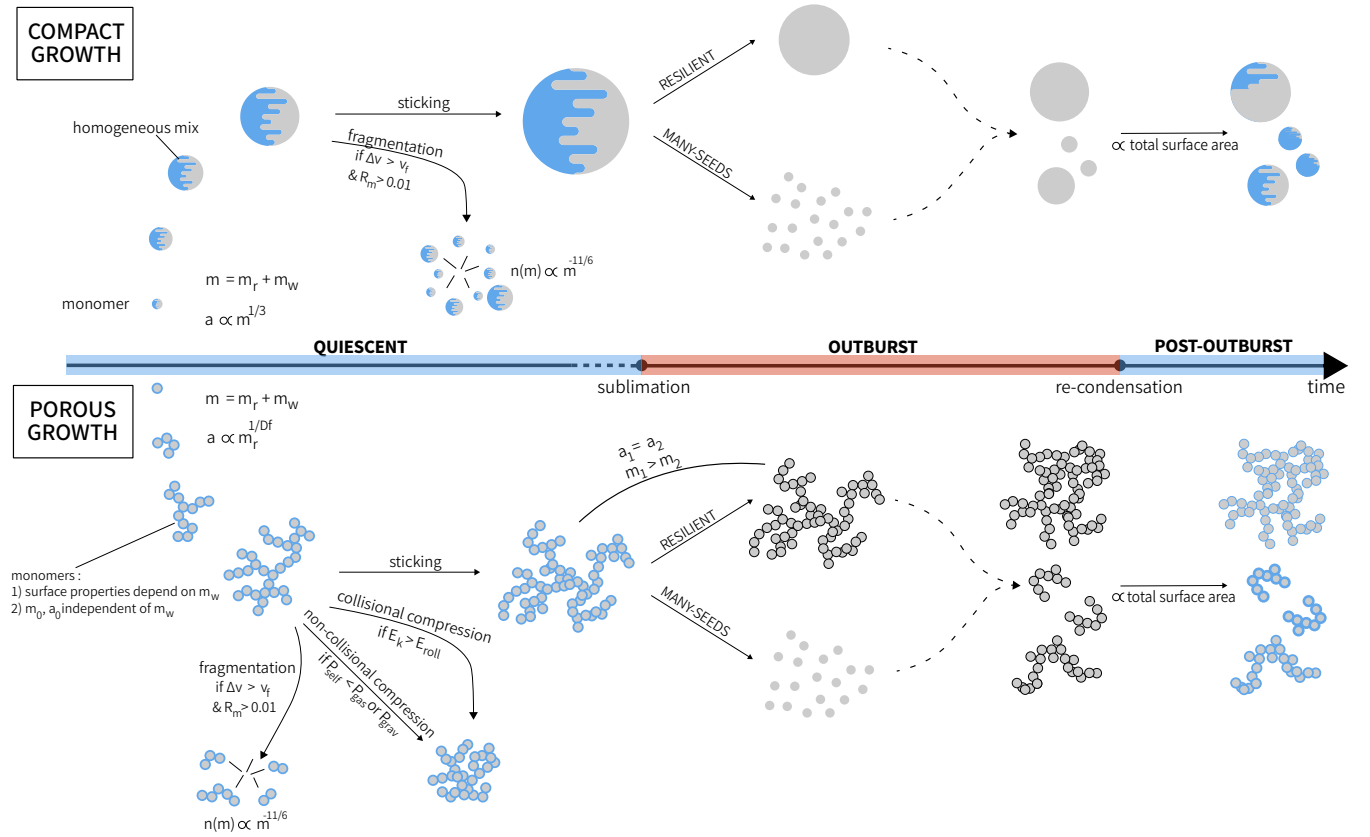 COMPACT
GROWTH
homogeneous mix
monomer
m = m_r + m_w
a ∝ m^1/3
sticking
fragmentation
if Δv > v_f
& R_m > 0.01
n(m) ∝ m^-11/6
RESILIENT
MANY-SEEDS
∝ total surface area
QUIESCENT
OUTBURST
POST-OUTBURST
sublimation
re-condensation
time
POROUS
GROWTH
m = m_r + m_w
a ∝ m_r^1/Df
monomers :
1) surface properties depend on m_w
2) m_0, a_0 independent of m_w
sticking
collisional compression
if E_k > E_roll
non-collisional compression
if P_self < P_gas or P_grav
fragmentation
if Δv > v_f
& R_m > 0.01
n(m) ∝ m^-11/6
a_1 = a_2
m_1 > m_2
RESILIENT
MANY-SEEDS
∝ total surface area